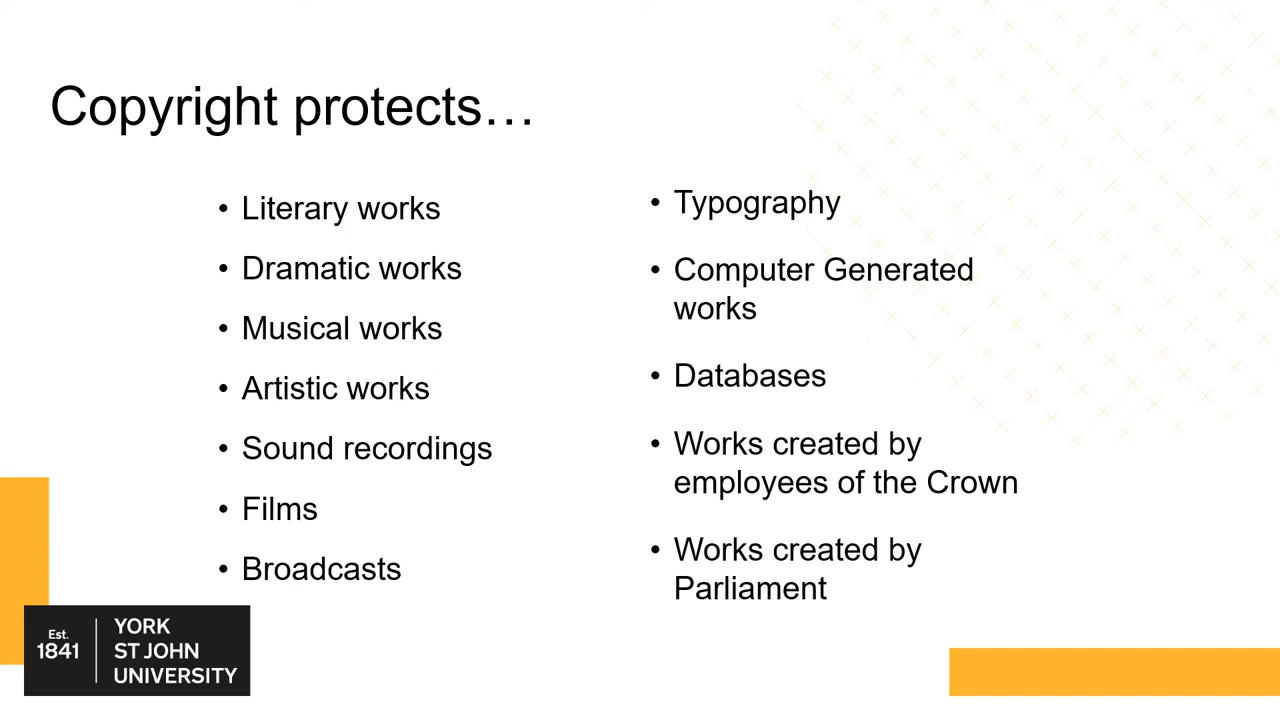 Copyright protects…
• Literary works
• Dramatic works
• Musical works
• Artistic works
• Sound recordings
• Films
• Broadcasts
• Typography
• Computer Generated
works
• Databases
• Works created by
employees of the Crown
• Works created by
Parliament
Est.
1841
YORK
ST JOHN
UNIVERSITY